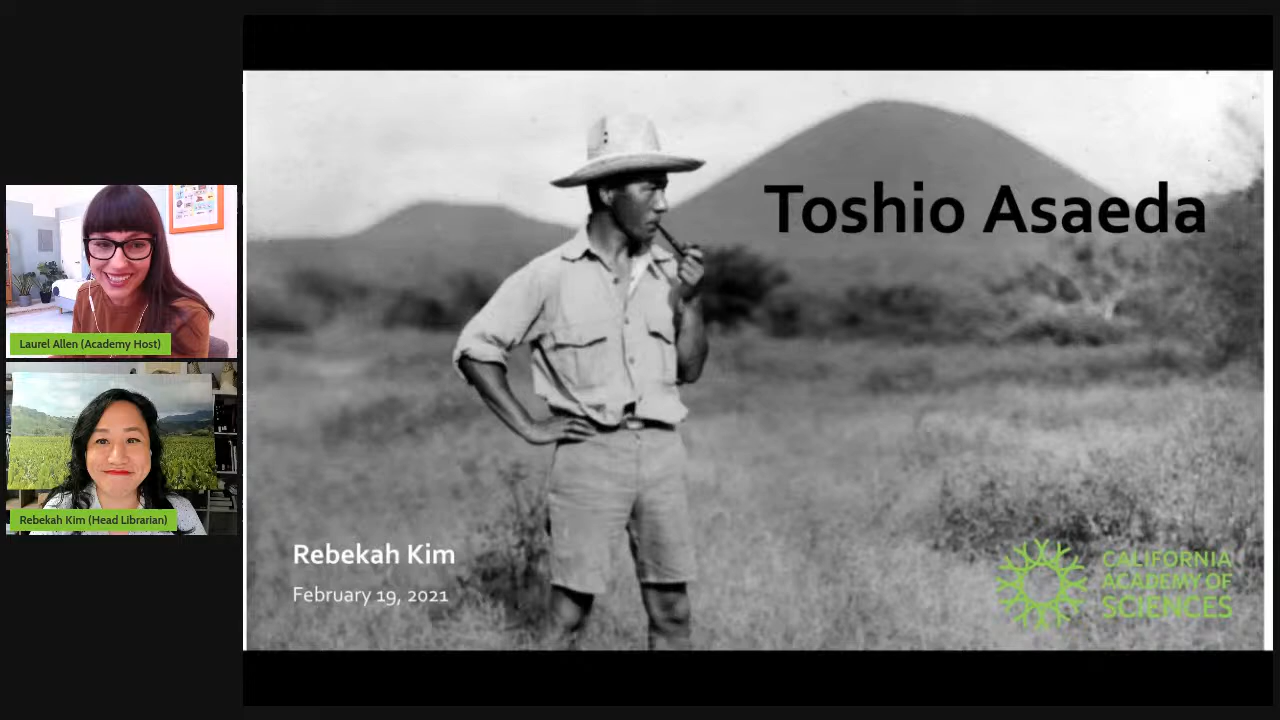 Laurel Allen (Academy Host)
Rebekah Kim (Head Librarian)
Toshio Asaeda
Rebekah Kim
February 19, 2021
CALIFORNIA
ACADEMY OF
SCIENCES